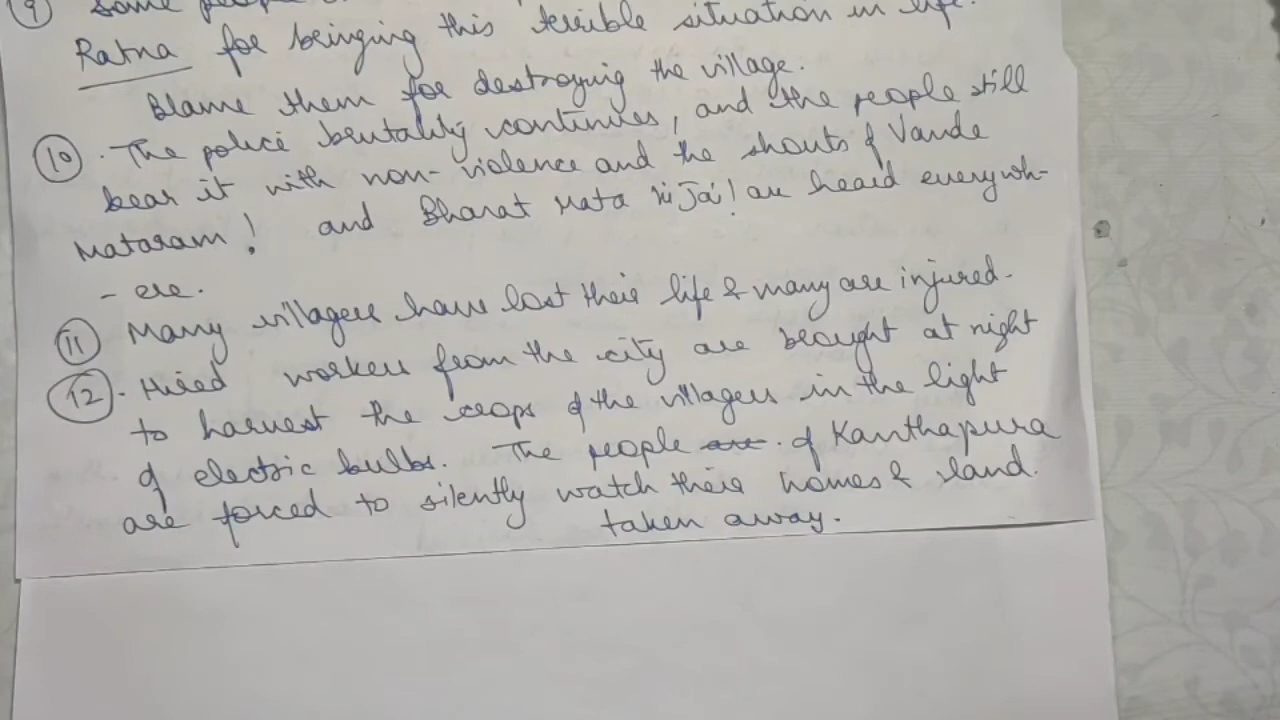 9 Some people
Ratna for bringing this terrible situation in life.
Blame them for destroying the village.
10. The police brutality continues, and the people still
bear it with non-violence and the shouts of Vande
Mataram! and Bharat Mata Ki Jai! are heard everywh-
- ere.
11 Many villagers have lost their life & many are injured.
12. Hired workers from the city are brought at night
to harvest the crops of the villagers in the light
of electric bulbs. The people are. of Kanthapura
are forced to silently watch their homes & land.
taken away.